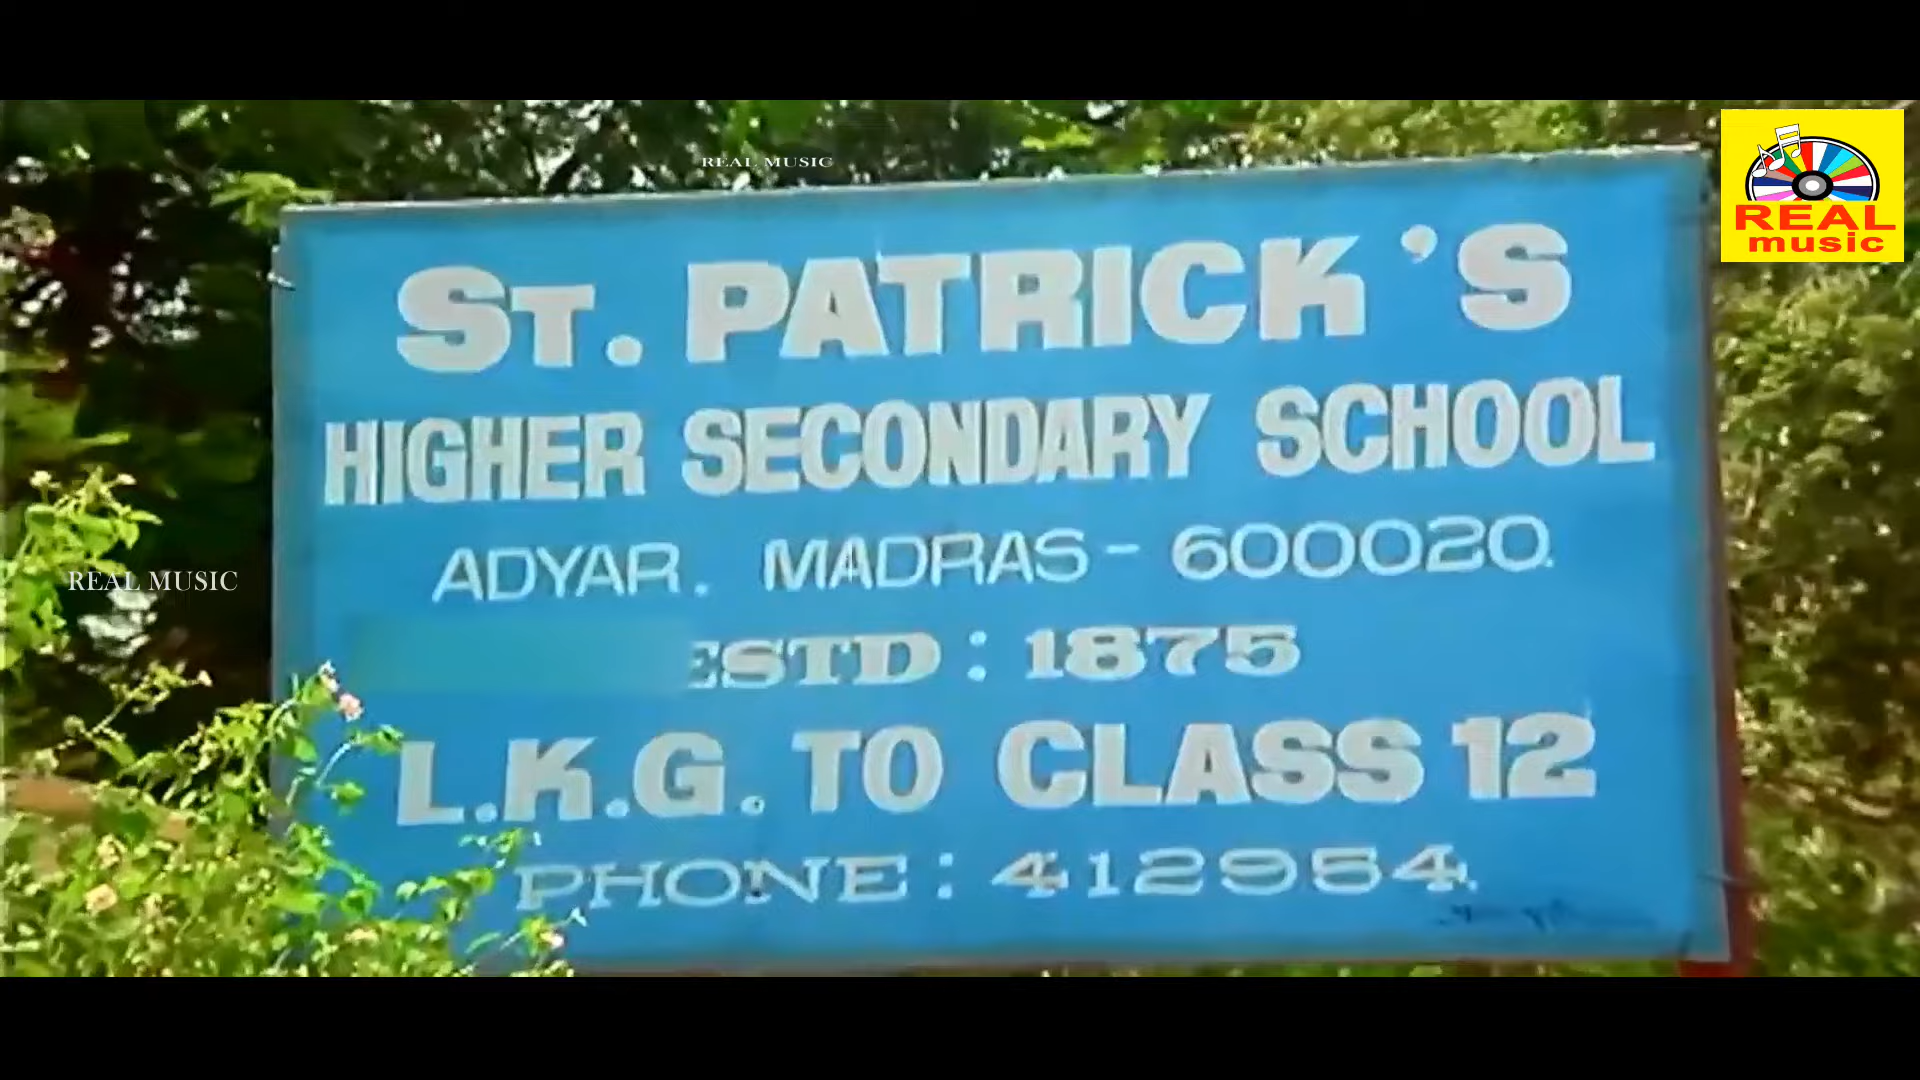 REAL MUSIC
REAL
music
ST. PATRICK'S
HIGHER SECONDARY SCHOOL
ADYAR. MADRAS - 600020.
REAL MUSIC
ESTD : 1875
L.K.G. TO CLASS 12
PHONE : 412954.